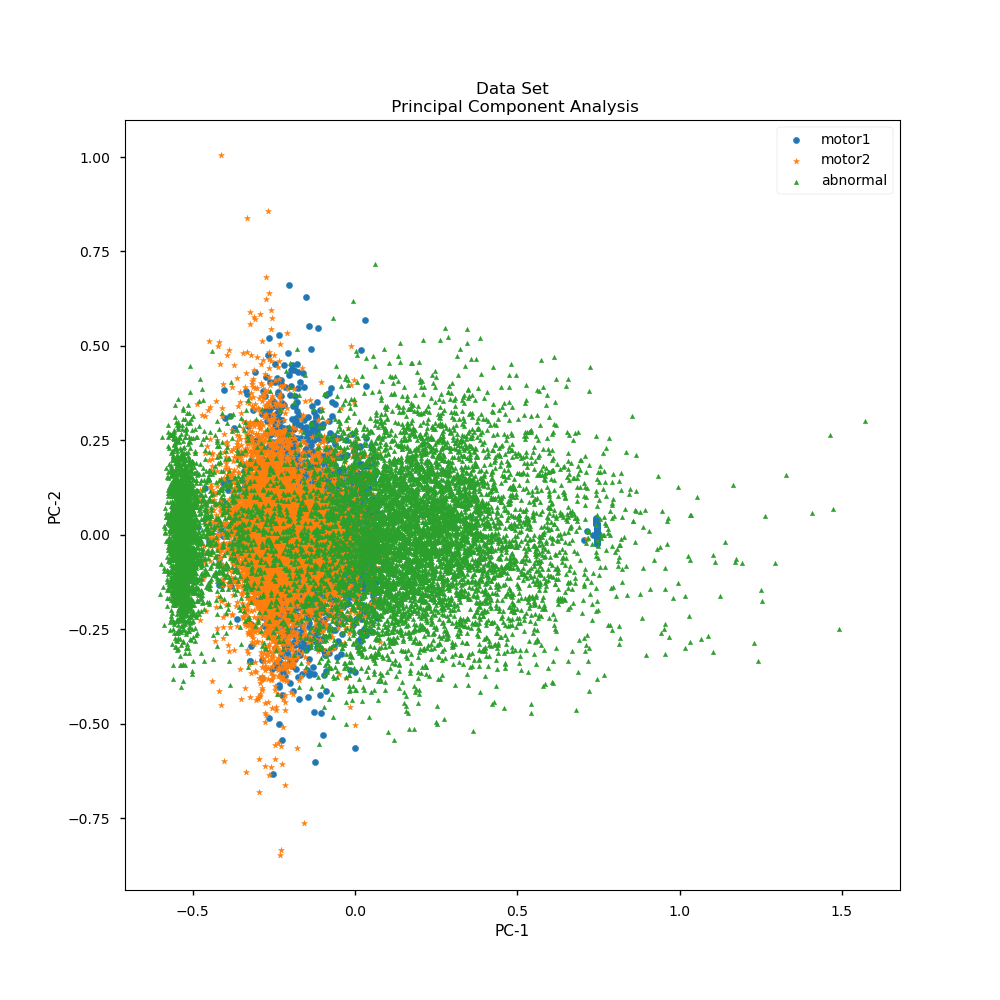 Data Set
Principal Component Analysis
motor1
motor2
abnormal
1.00
0.75
0.50
0.25
0.00
−0.25
−0.50
−0.75
PC-2
−0.5
0.0
0.5
1.0
1.5
PC-1